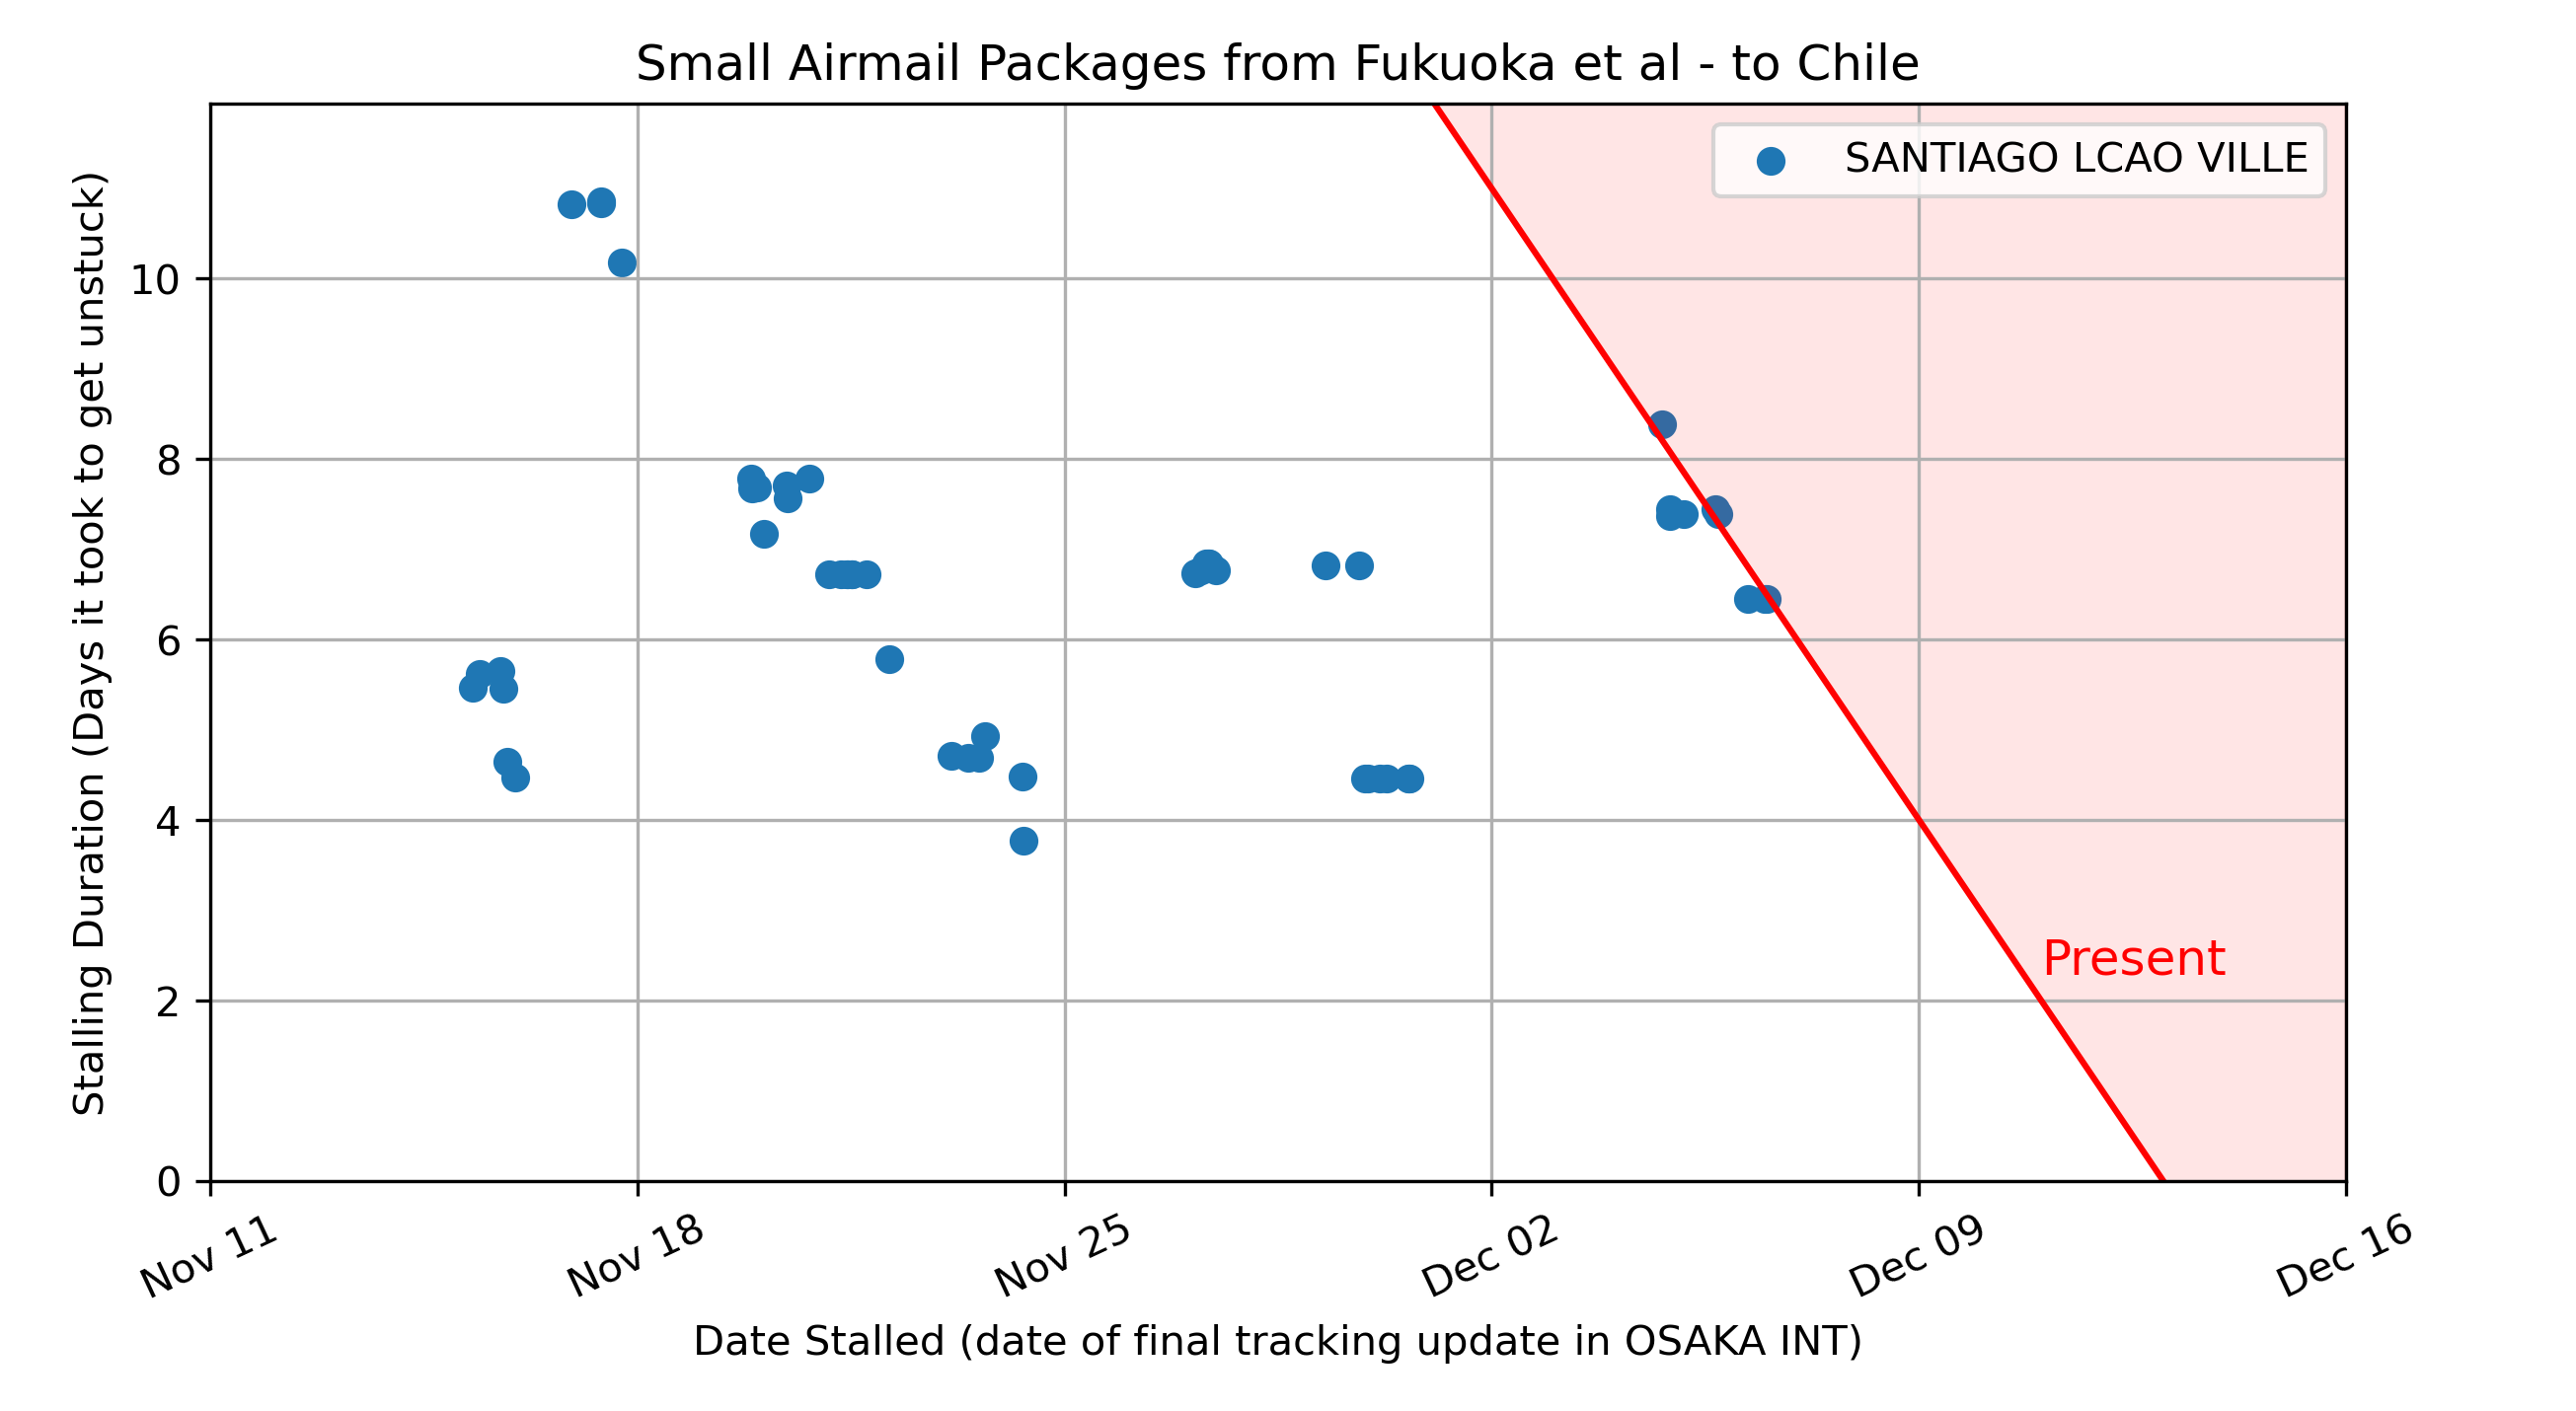 Small Airmail Packages from Fukuoka et al - to Chile
SANTIAGO LCAO VILLE
Stalling Duration (Days it took to get unstuck)
10
8
6
4
2
0
Present
Nov 11
Nov 18
Nov 25
Dec 02
Dec 09
Dec 16
Date Stalled (date of final tracking update in OSAKA INT)